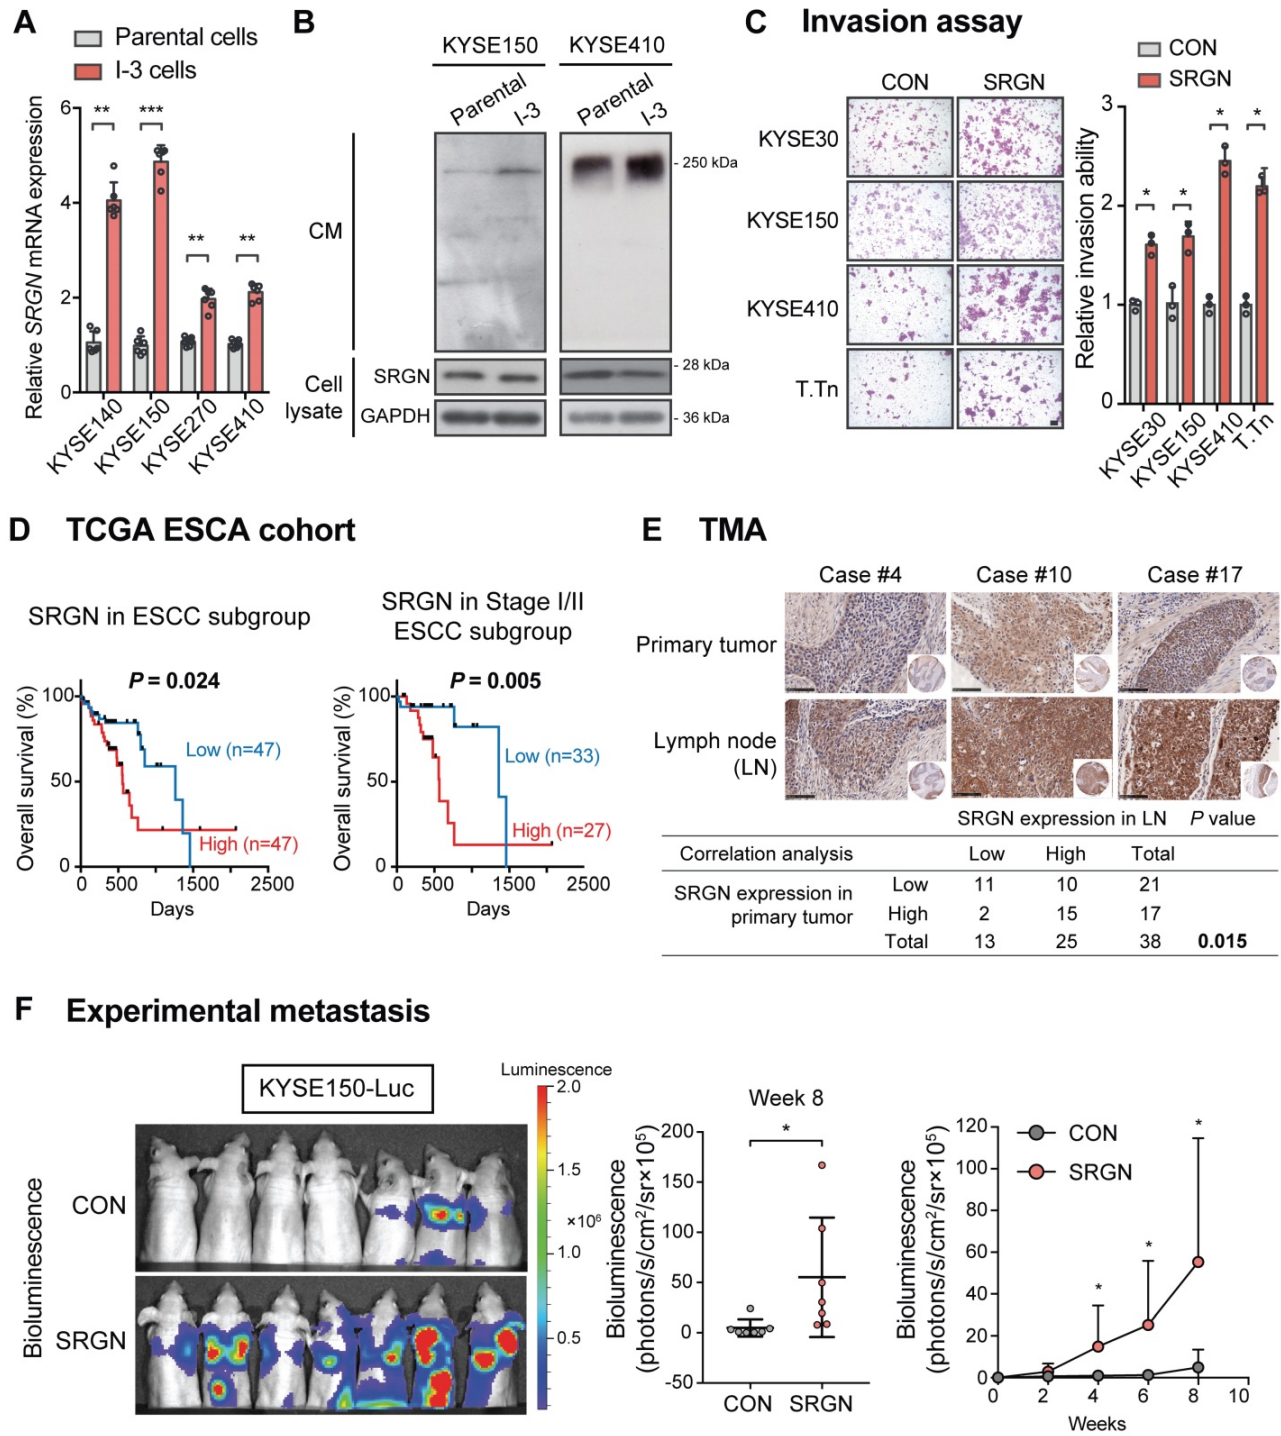 A
Parental cells
I-3 cells
Relative SRGN mRNA expression
6
4
2
0
** *** ** **
KYSE140 KYSE150 KYSE270 KYSE410
B
KYSE150 KYSE410
Parental I-3 Parental I-3
CM
- 250 kDa
Cell lysate
SRGN
- 28 kDa
GAPDH
- 36 kDa
C Invasion assay
CON SRGN
KYSE30
KYSE150
KYSE410
T.Tn
CON
SRGN
Relative invasion ability
3
2
1
0
* * * *
KYSE30 KYSE150 KYSE410 T.Tn
D TCGA ESCA cohort
SRGN in ESCC subgroup
P = 0.024
Overall survival (%)
100
50
0
Low (n=47)
High (n=47)
0 500 1500 2500
Days
SRGN in Stage I/II
ESCC subgroup
P = 0.005
Overall survival (%)
100
50
0
Low (n=33)
High (n=27)
0 500 1500 2500
Days
E TMA
Case #4 Case #10 Case #17
Primary tumor
Lymph node
(LN)
SRGN expression in LN P value
Correlation analysis Low High Total
SRGN expression in
primary tumor
Low 11 10 21
High 2 15 17
Total 13 25 38 0.015
F Experimental metastasis
KYSE150-Luc
Luminescence
2.0
1.5
×10⁶
1.0
0.5
Bioluminescence
CON
SRGN
Week 8
*
Bioluminescence
(photons/s/cm²/sr×10⁵)
200
150
100
50
0
-50
CON SRGN
CON
SRGN
Bioluminescence
(photons/s/cm²/sr×10⁵)
120
100
80
60
40
20
0
* * *
0 2 4 6 8 10
Weeks